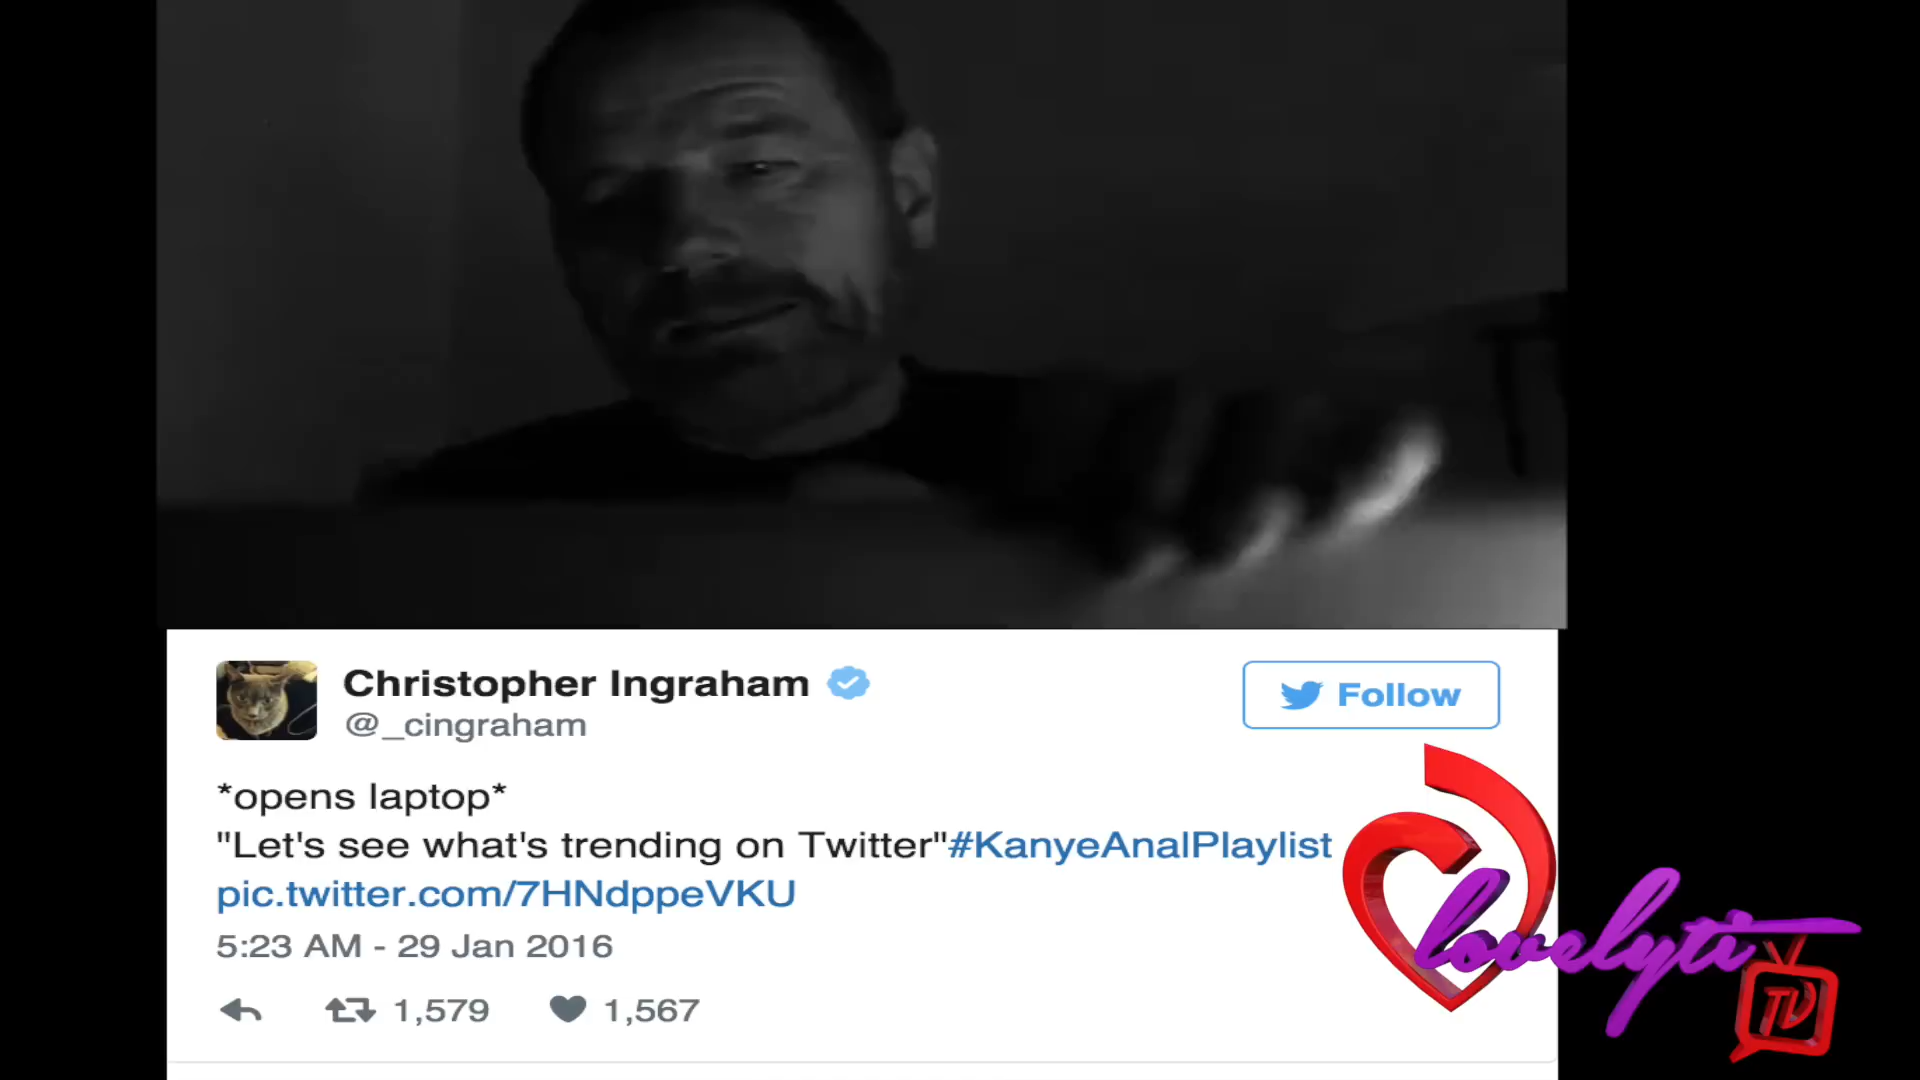 Christopher Ingraham
Follow
@_cingraham
*opens laptop*
"Let's see what's trending on Twitter"#KanyeAnalPlaylist
pic.twitter.com/7HNdppeVKU
5:23 AM - 29 Jan 2016
1,579 1,567
lovelyti
TV